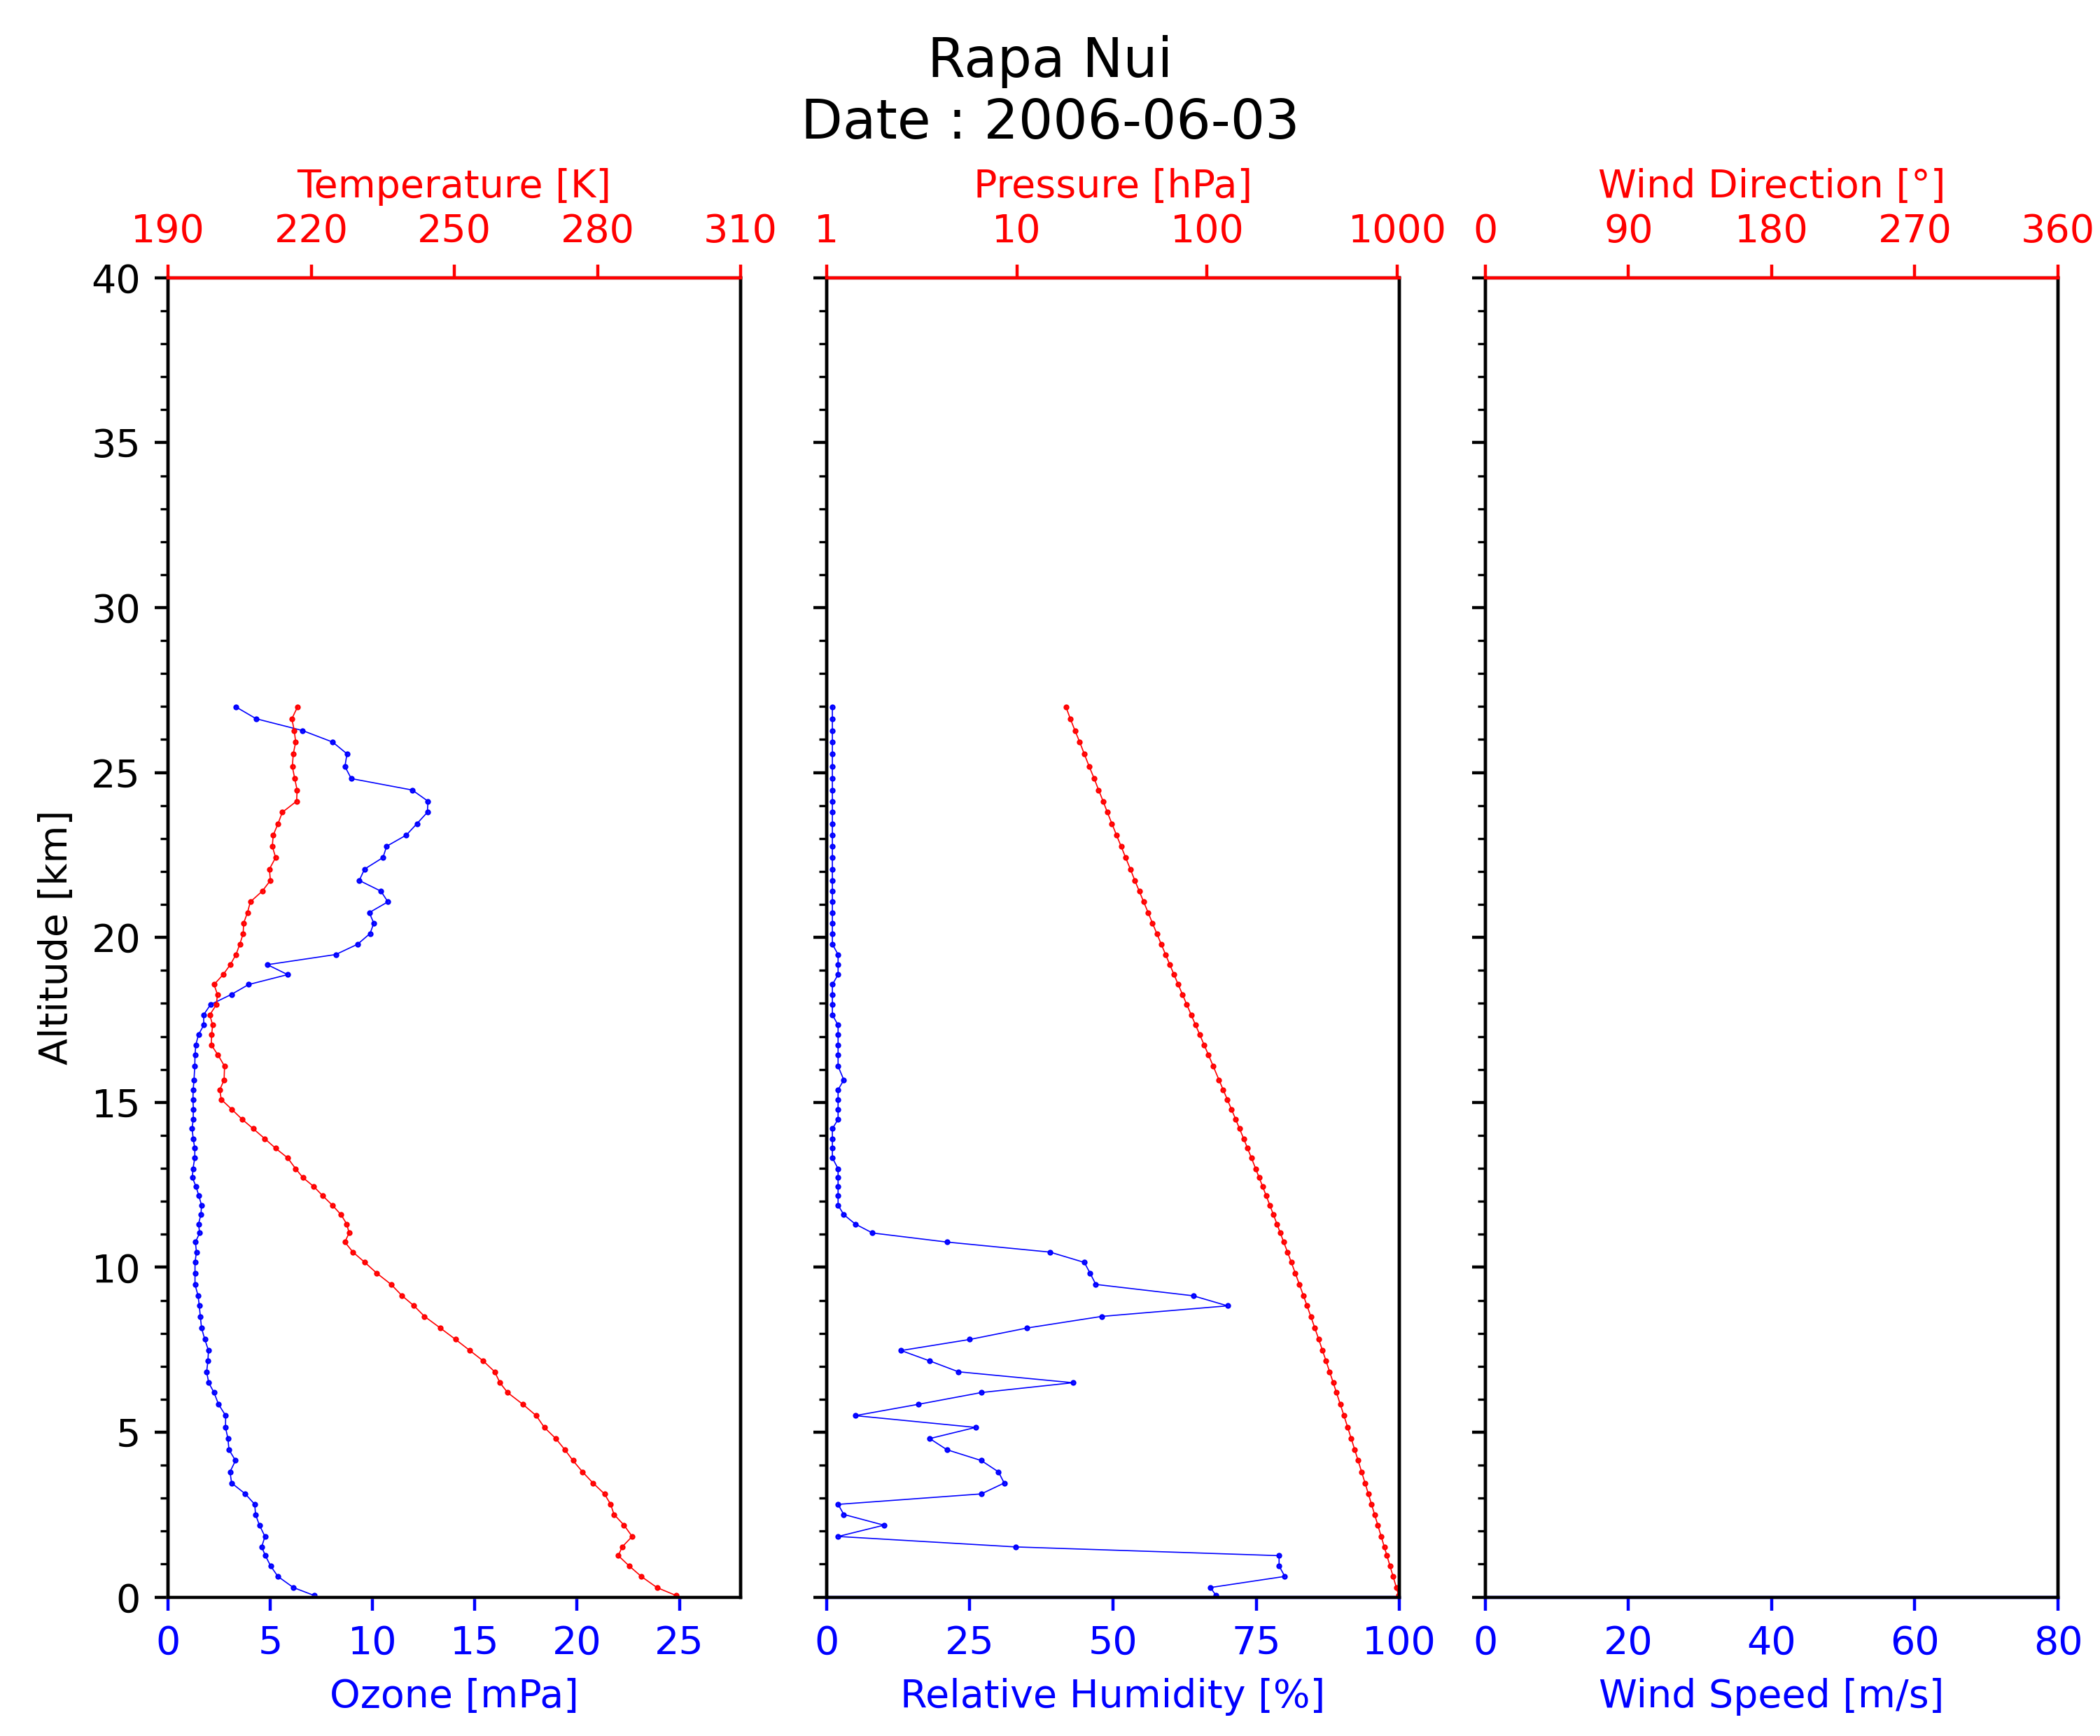 Rapa Nui
Date : 2006-06-03
Temperature [K]
Pressure [hPa]
Wind Direction [°]
190 220 250 280 310
1 10 100 1000
0 90 180 270 360
40
35
30
25
20
15
10
5
0
Altitude [km]
0 5 10 15 20 25
0 25 50 75 100
0 20 40 60 80
Ozone [mPa]
Relative Humidity [%]
Wind Speed [m/s]